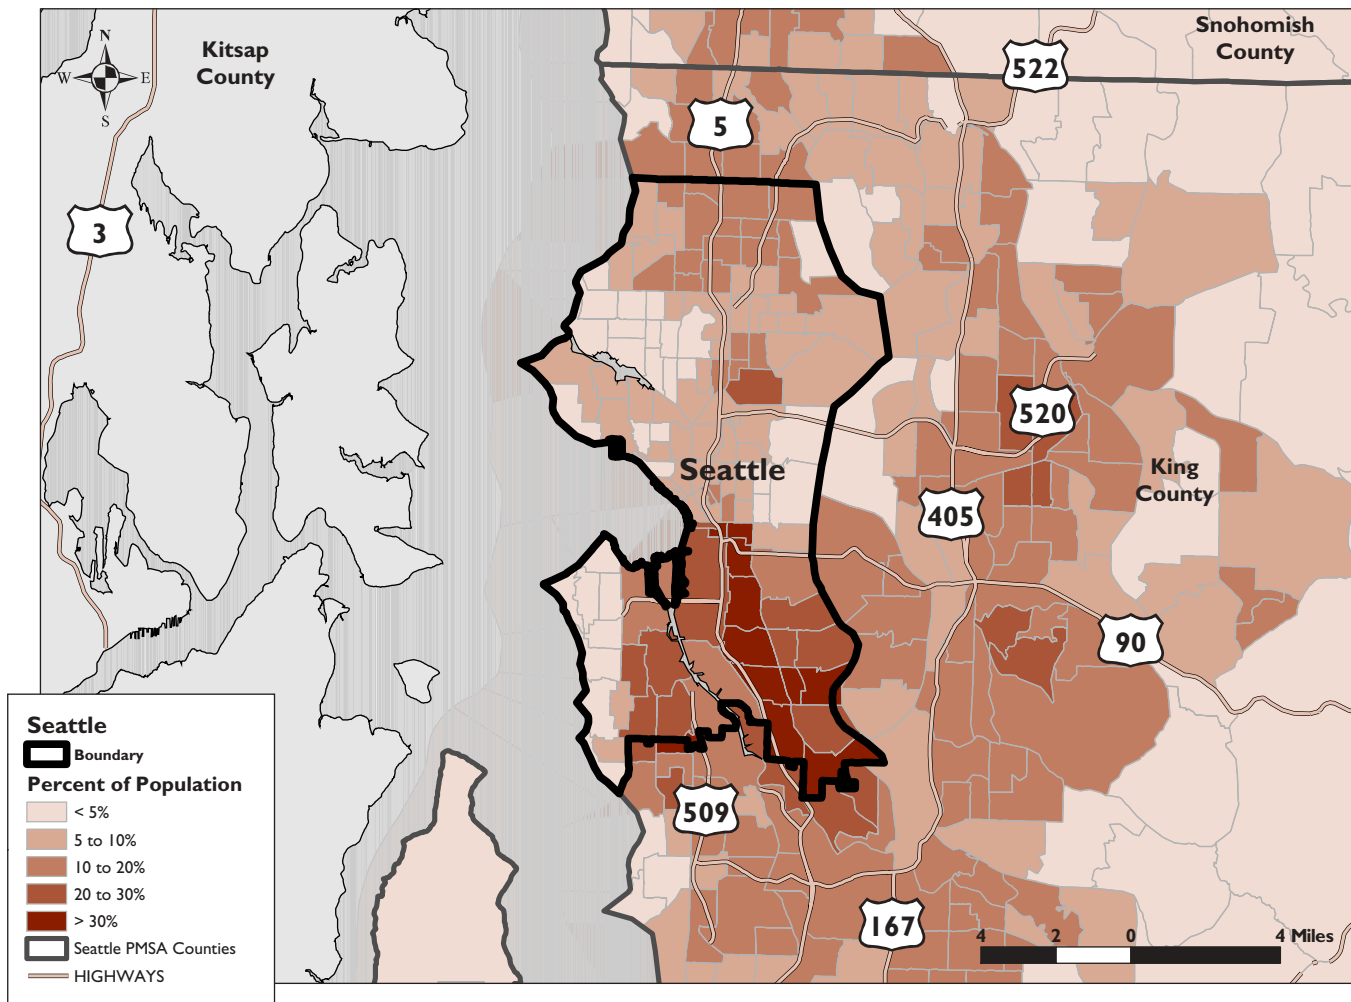 Snohomish
County
Kitsap
County
N
W
E
S
522
5
3
520
Seattle
King
County
405
90
509
167
4
2
0
4 Miles
Seattle
Boundary
Percent of Population
< 5%
5 to 10%
10 to 20%
20 to 30%
> 30%
Seattle PMSA Counties
HIGHWAYS